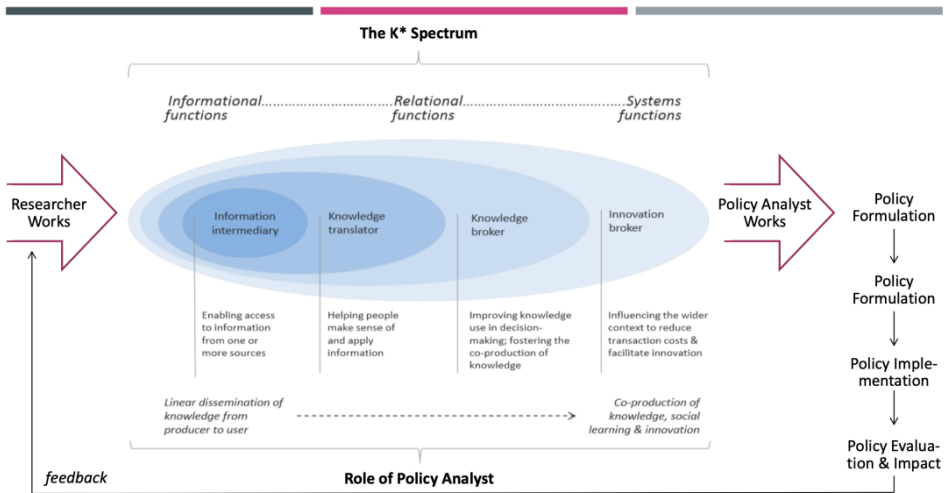 The K* Spectrum
Informational.............................Relational..............................Systems
functions functions functions
Researcher
Works
Information
intermediary
Knowledge
translator
Knowledge
broker
Innovation
broker
Policy Analyst
Works
Enabling access
to information
from one or
more sources
Helping people
make sense of
and apply
information
Improving knowledge
use in decision-
making; fostering the
co-production of
knowledge
Influencing the wider
context to reduce
transaction costs &
facilitate innovation
Linear dissemination of
knowledge from
producer to user
Co-production of
knowledge, social
learning & innovation
Role of Policy Analyst
Policy
Formulation
Policy
Formulation
Policy Imple-
mentation
Policy Evalua-
tion & Impact
feedback